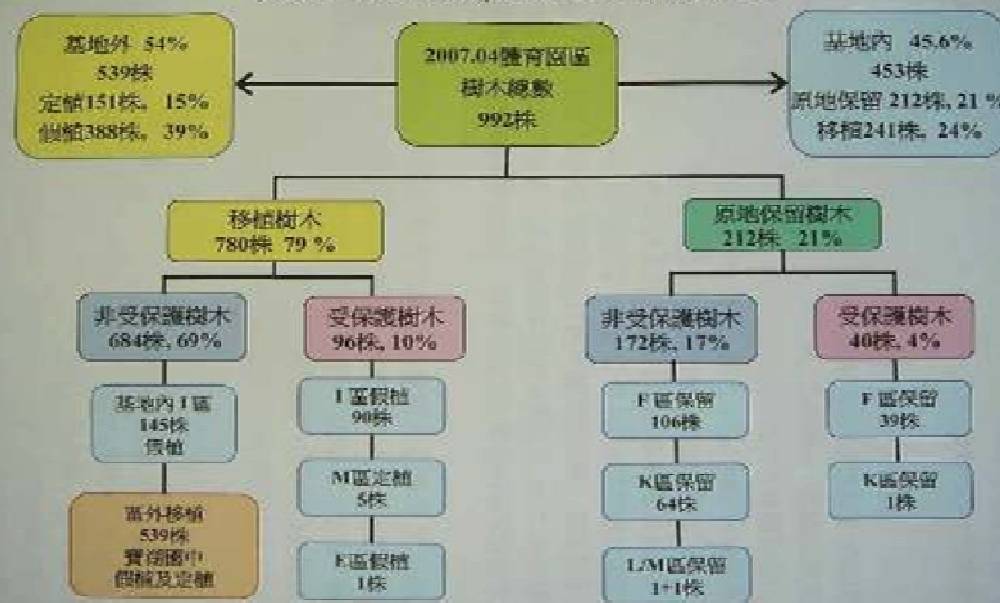 基地外 54%
539株
定植151株, 15%
假植388株, 39%
2007.04體育園區
樹木總數
992株
基地內 45.6%
453株
原地保留 212株, 21 %
移植241株, 24%
移植樹木
780株 79 %
原地保留樹木
212株 21%
非受保護樹木
684株, 69%
受保護樹木
96株, 10%
非受保護樹木
172株, 17%
受保護樹木
40株, 4%
基地內 I 區
145株
假植
I 區假植
90株
F 區保留
106株
F 區保留
39株
M區定植
5株
K區保留
64株
K區保留
1株
區外移植
539株
寶湖國中
假植及定植
E區假植
1株
L/M區保留
1+1株